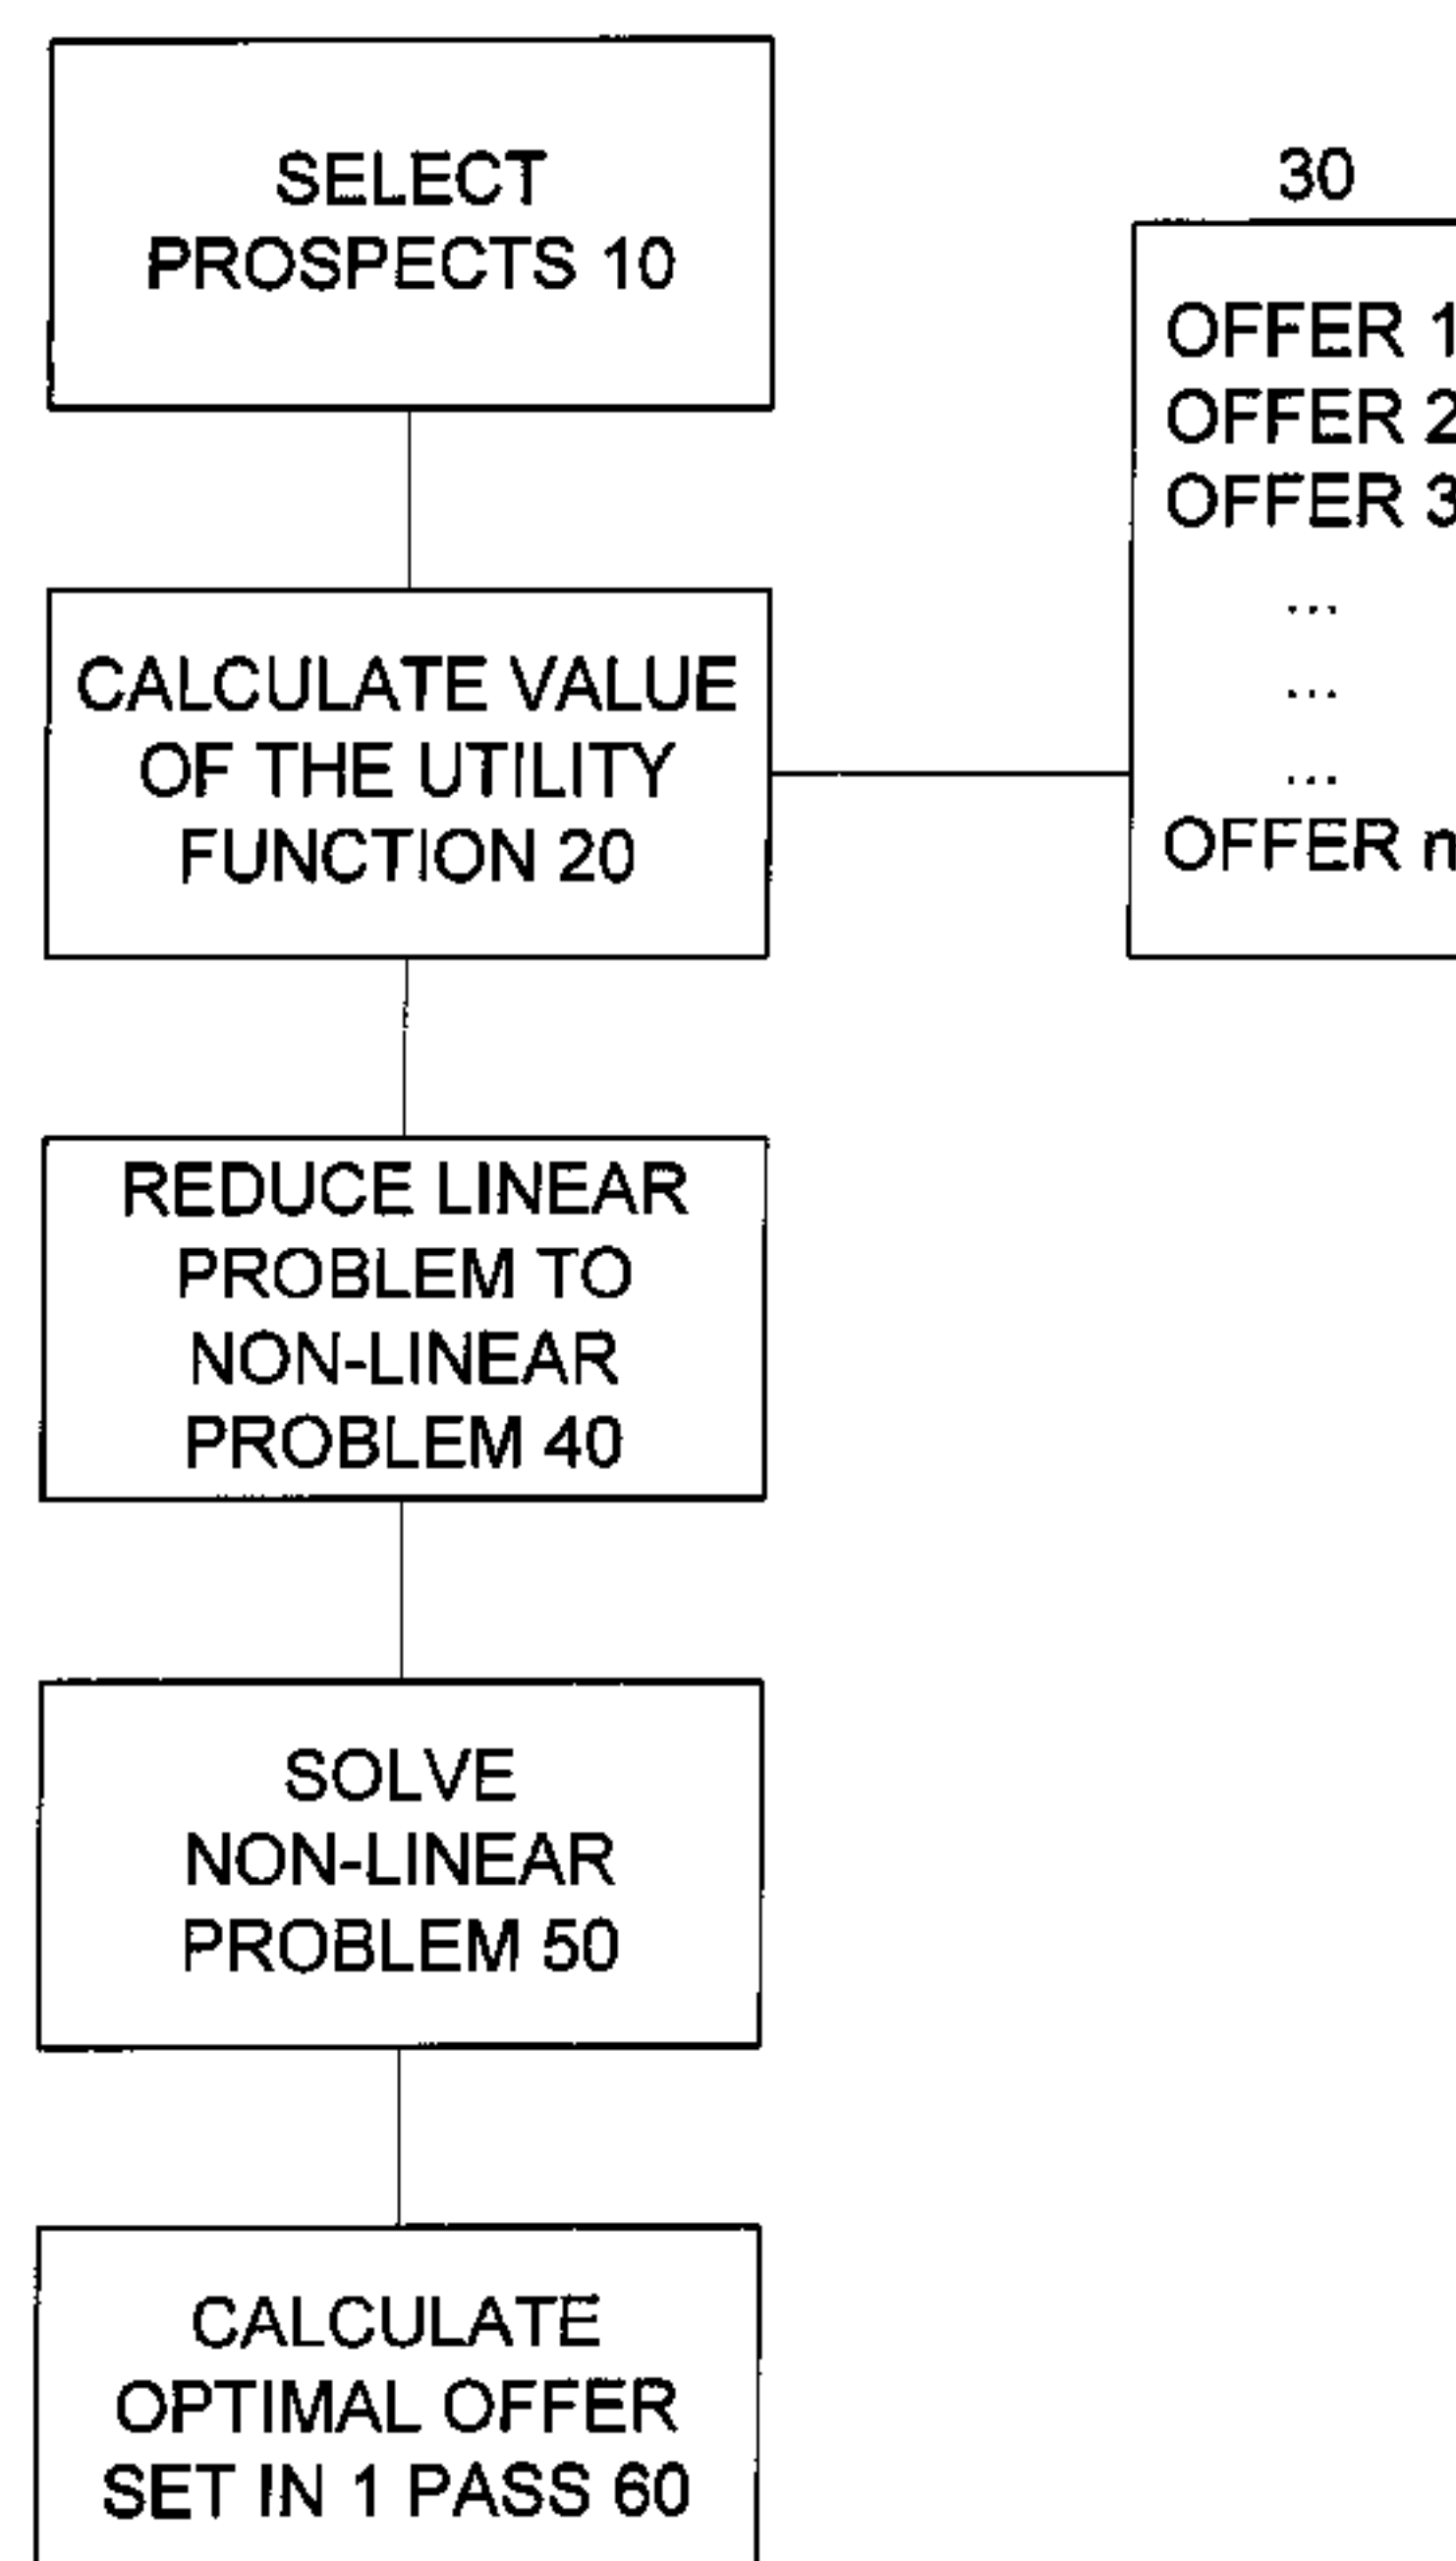 SELECT
PROSPECTS 10
30
OFFER 1
OFFER 2
OFFER 3
...
...
...
OFFER n
CALCULATE VALUE
OF THE UTILITY
FUNCTION 20
REDUCE LINEAR
PROBLEM TO
NON-LINEAR
PROBLEM 40
SOLVE
NON-LINEAR
PROBLEM 50
CALCULATE
OPTIMAL OFFER
SET IN 1 PASS 60